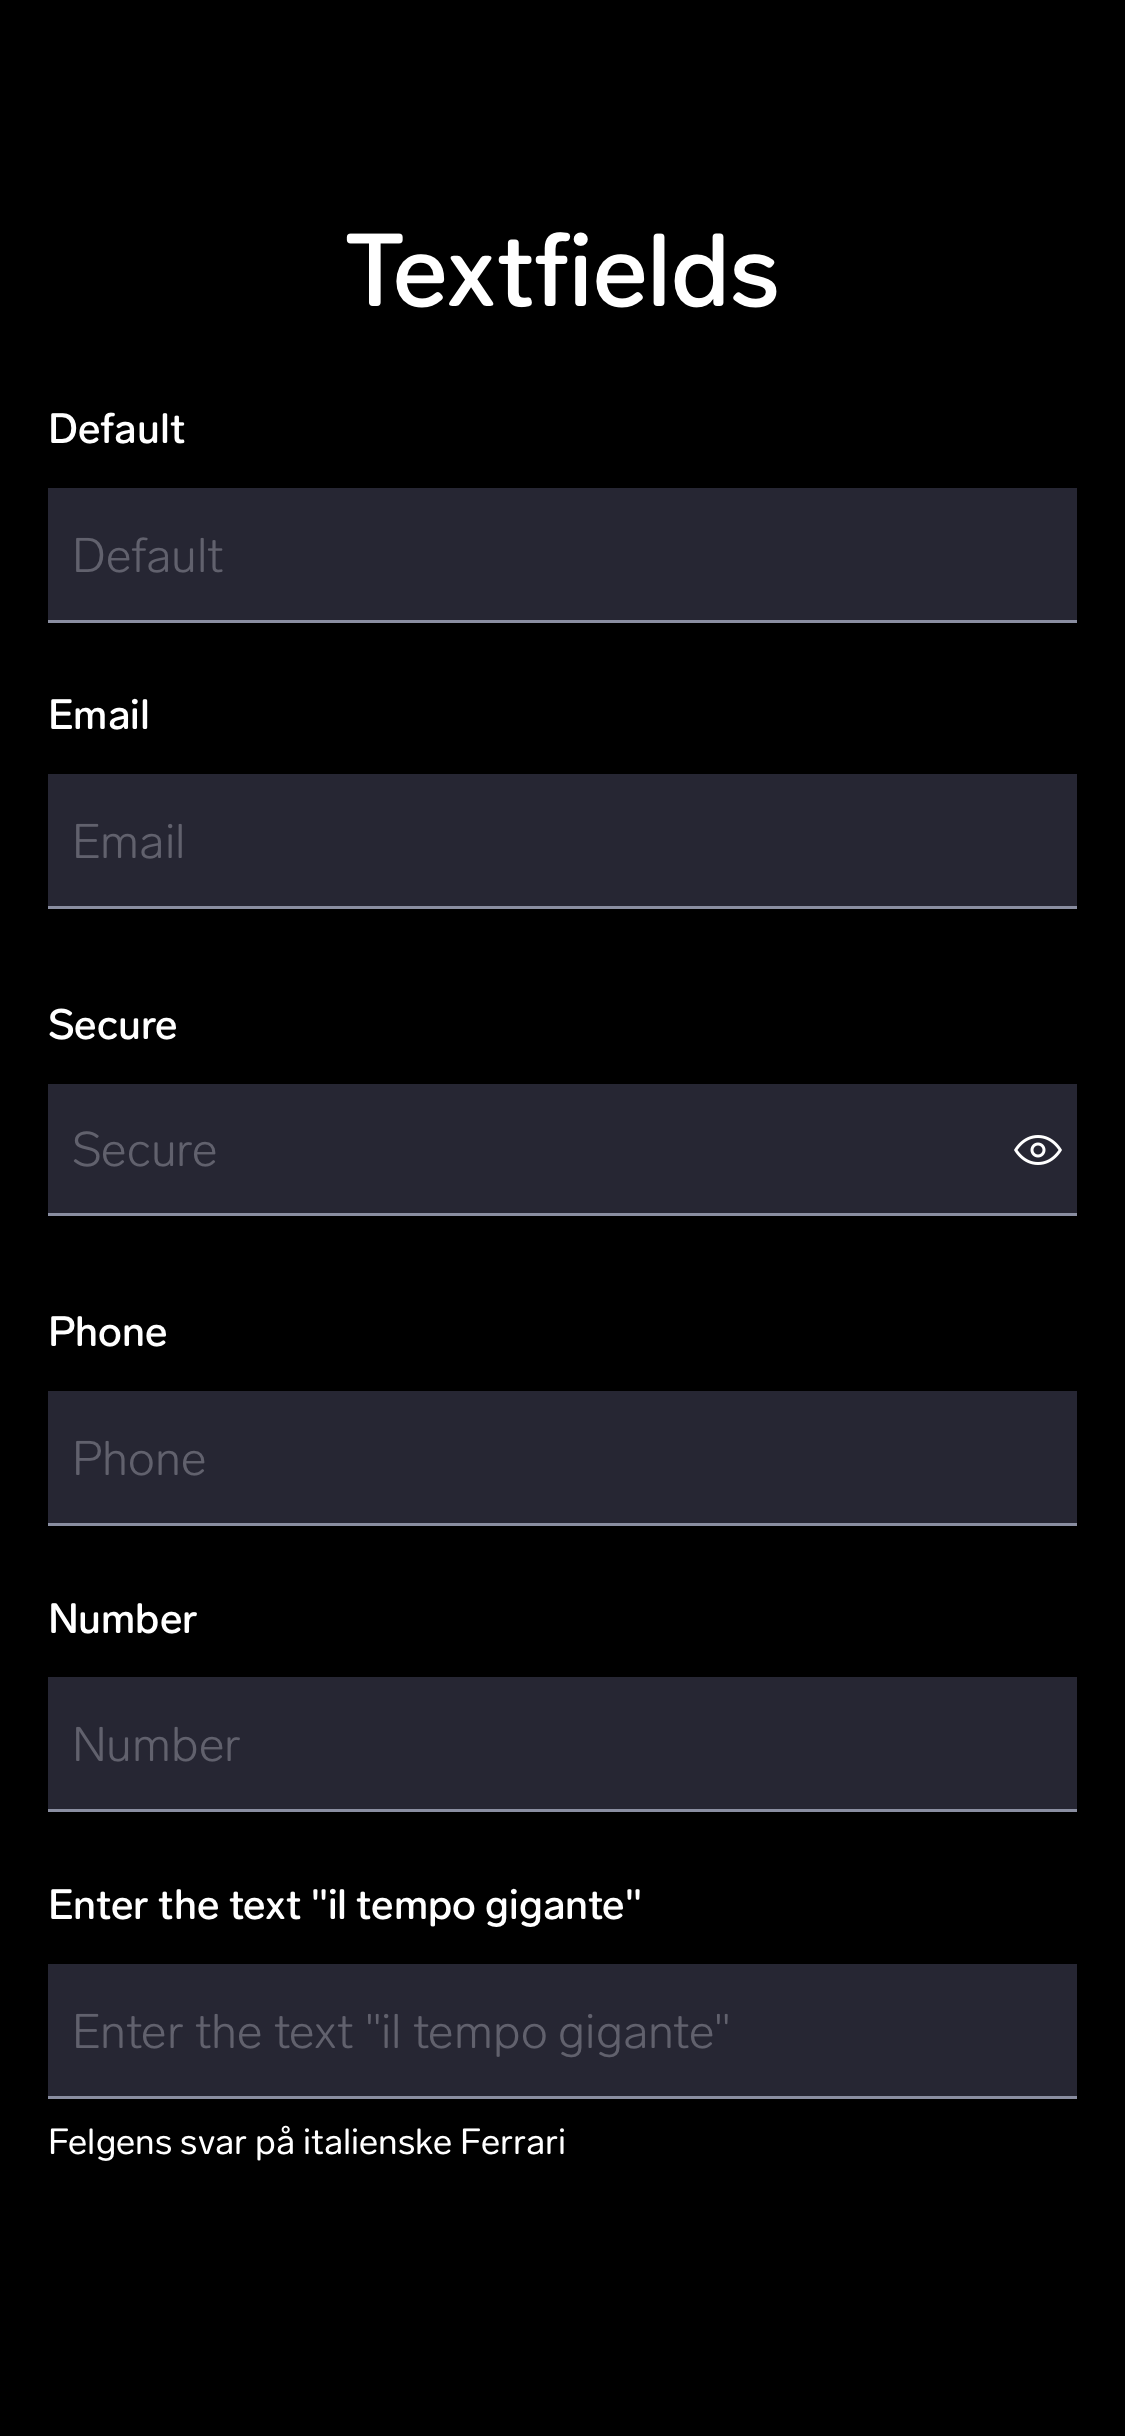 Textfields
Default
Default
Email
Email
Secure
Secure
Phone
Phone
Number
Number
Enter the text "il tempo gigante"
Enter the text "il tempo gigante"
Felgens svar på italienske Ferrari